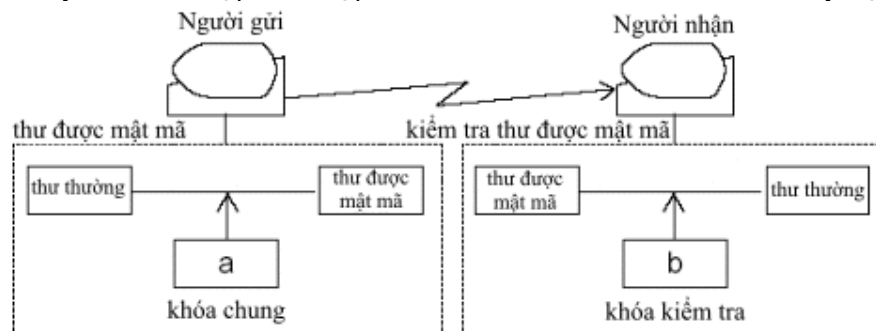 Người gửi
Người nhận
thư được mật mã
kiểm tra thư được mật mã
thư thường
thư được
mật mã
thư được
mật mã
thư thường
a
b
khóa chung
khóa kiểm tra